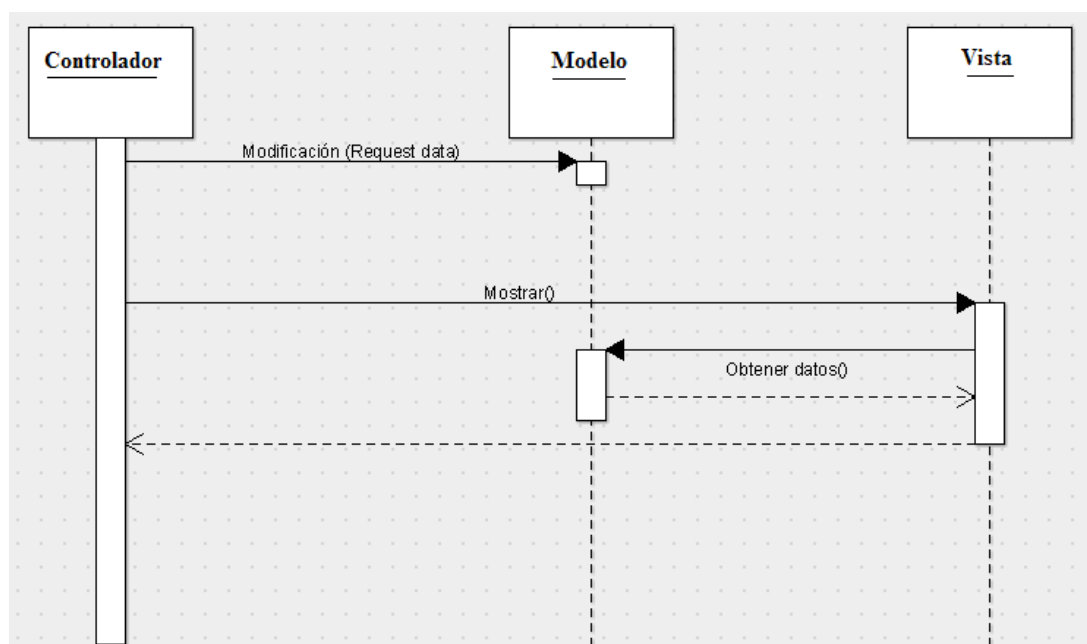 Controlador
Modelo
Vista
Modificación (Request data)
Mostrar()
Obtener datos()